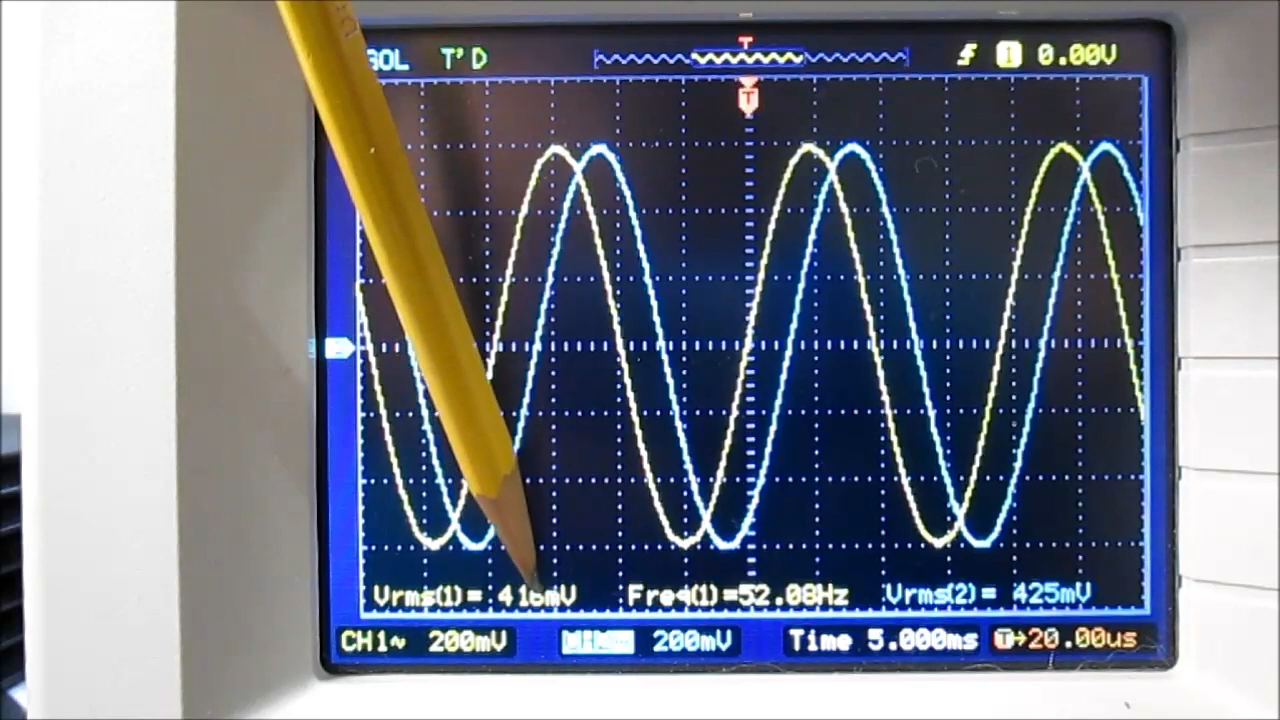 T'D T 1 0.00V
T
Vrms(1)= 416mV Freq(1)=52.08Hz Vrms(2)= 425mV
CH1~ 200mV 200mV Time 5.000ms T→20.00us